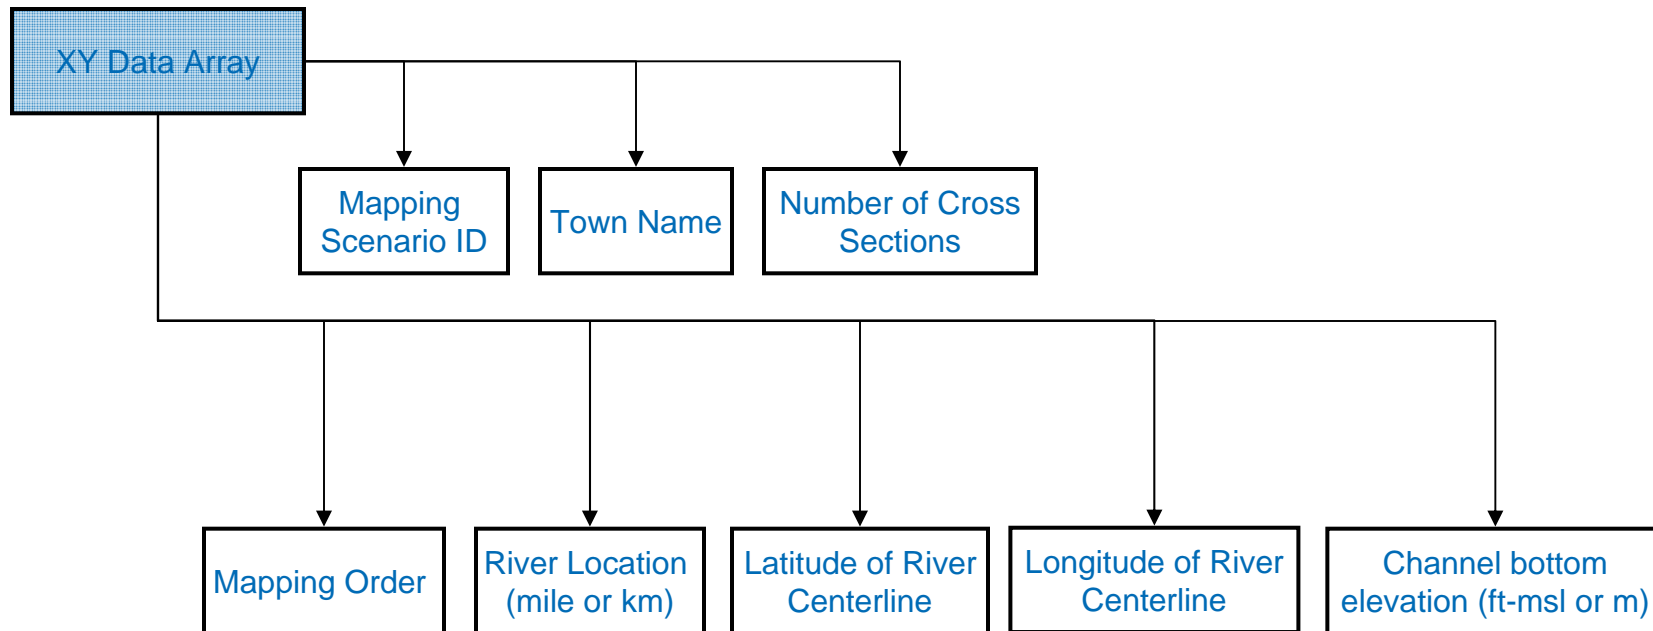 XY Data Array
Mapping
Scenario ID
Town Name
Number of Cross
Sections
Mapping Order
River Location
(mile or km)
Latitude of River
Centerline
Longitude of River
Centerline
Channel bottom
elevation (ft-msl or m)